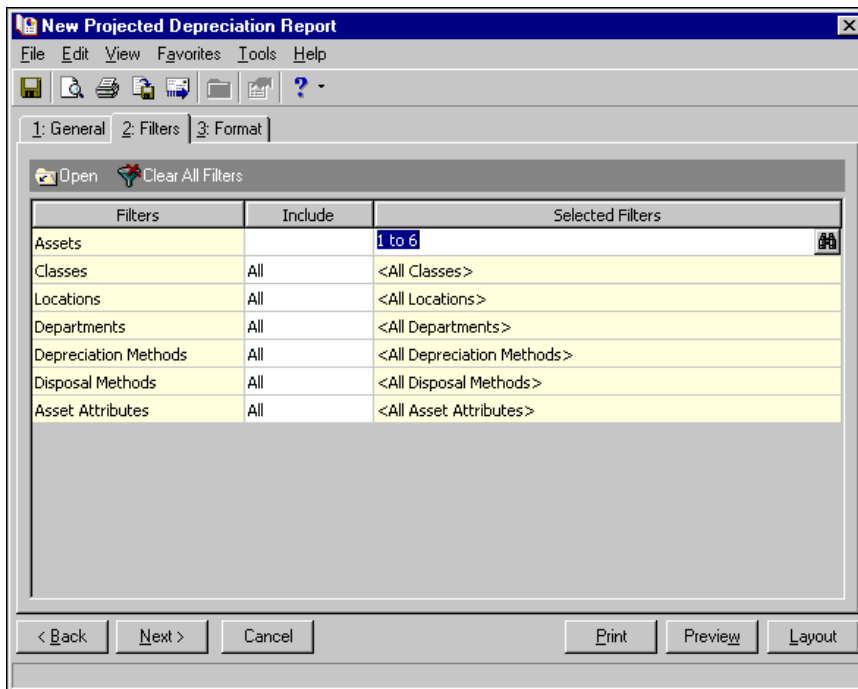 New Projected Depreciation Report
File Edit View Favorites Tools Help
1: General 2: Filters 3: Format
Open Clear All Filters
Filters Include Selected Filters
Assets 1 to 6
Classes All <All Classes>
Locations All <All Locations>
Departments All <All Departments>
Depreciation Methods All <All Depreciation Methods>
Disposal Methods All <All Disposal Methods>
Asset Attributes All <All Asset Attributes>
< Back Next > Cancel Print Preview Layout